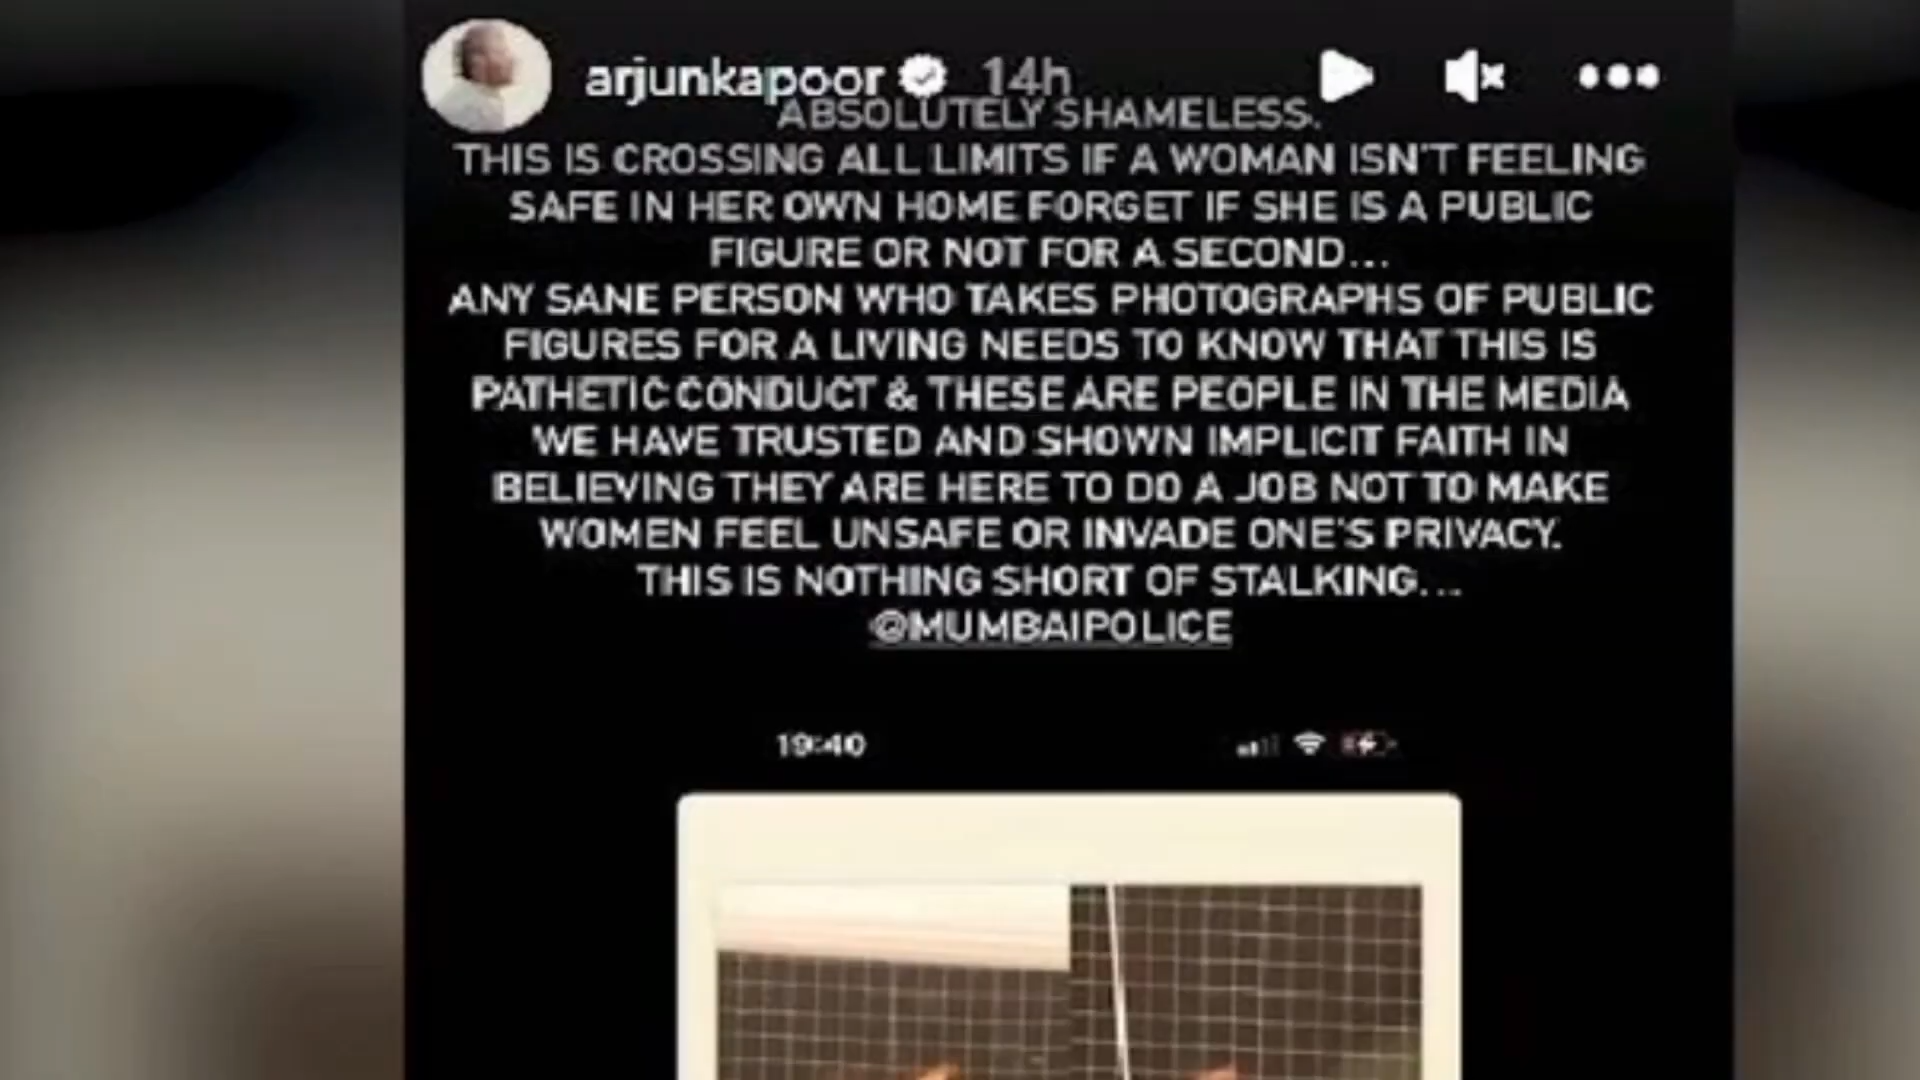 arjunkapoor 14h
ABSOLUTELY SHAMELESS.
THIS IS CROSSING ALL LIMITS IF A WOMAN ISN'T FEELING
SAFE IN HER OWN HOME FORGET IF SHE IS A PUBLIC
FIGURE OR NOT FOR A SECOND...
ANY SANE PERSON WHO TAKES PHOTOGRAPHS OF PUBLIC
FIGURES FOR A LIVING NEEDS TO KNOW THAT THIS IS
PATHETIC CONDUCT & THESE ARE PEOPLE IN THE MEDIA
WE HAVE TRUSTED AND SHOWN IMPLICIT FAITH IN
BELIEVING THEY ARE HERE TO DO A JOB NOT TO MAKE
WOMEN FEEL UNSAFE OR INVADE ONE'S PRIVACY.
THIS IS NOTHING SHORT OF STALKING...
@MUMBAIPOLICE
19:40